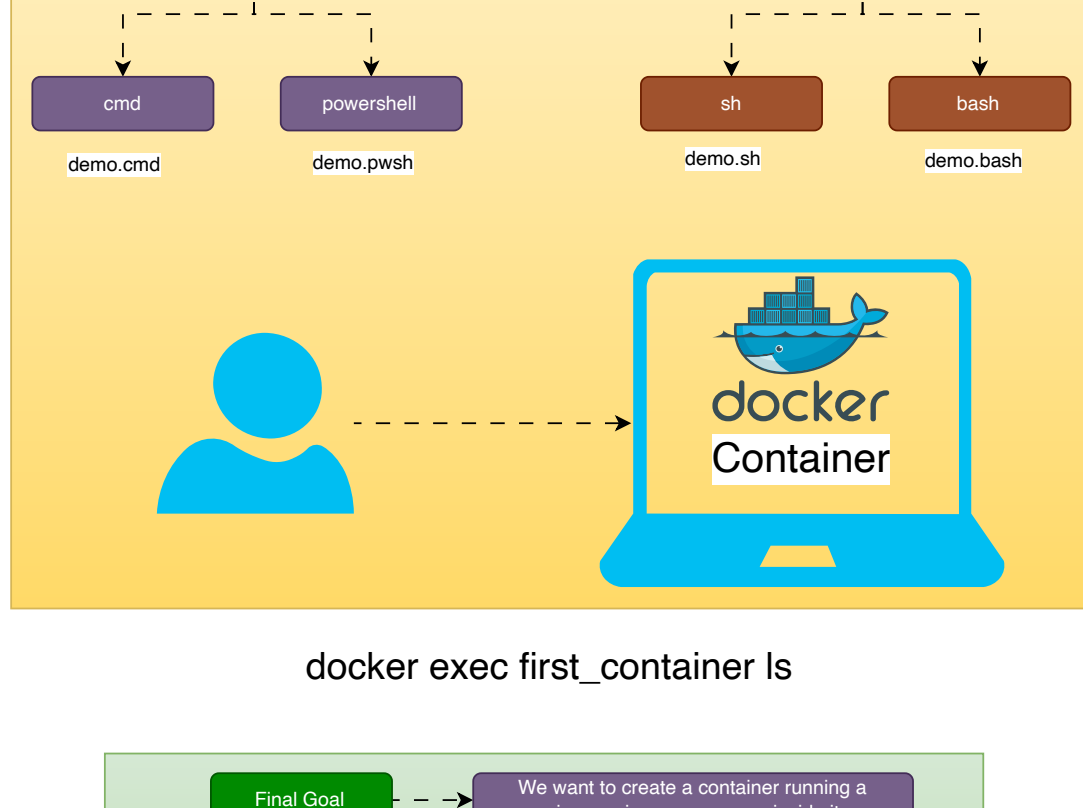 cmd
powershell
sh
bash
demo.cmd
demo.pwsh
demo.sh
demo.bash
docker
Container
docker exec first_container ls
Final Goal
We want to create a container running a